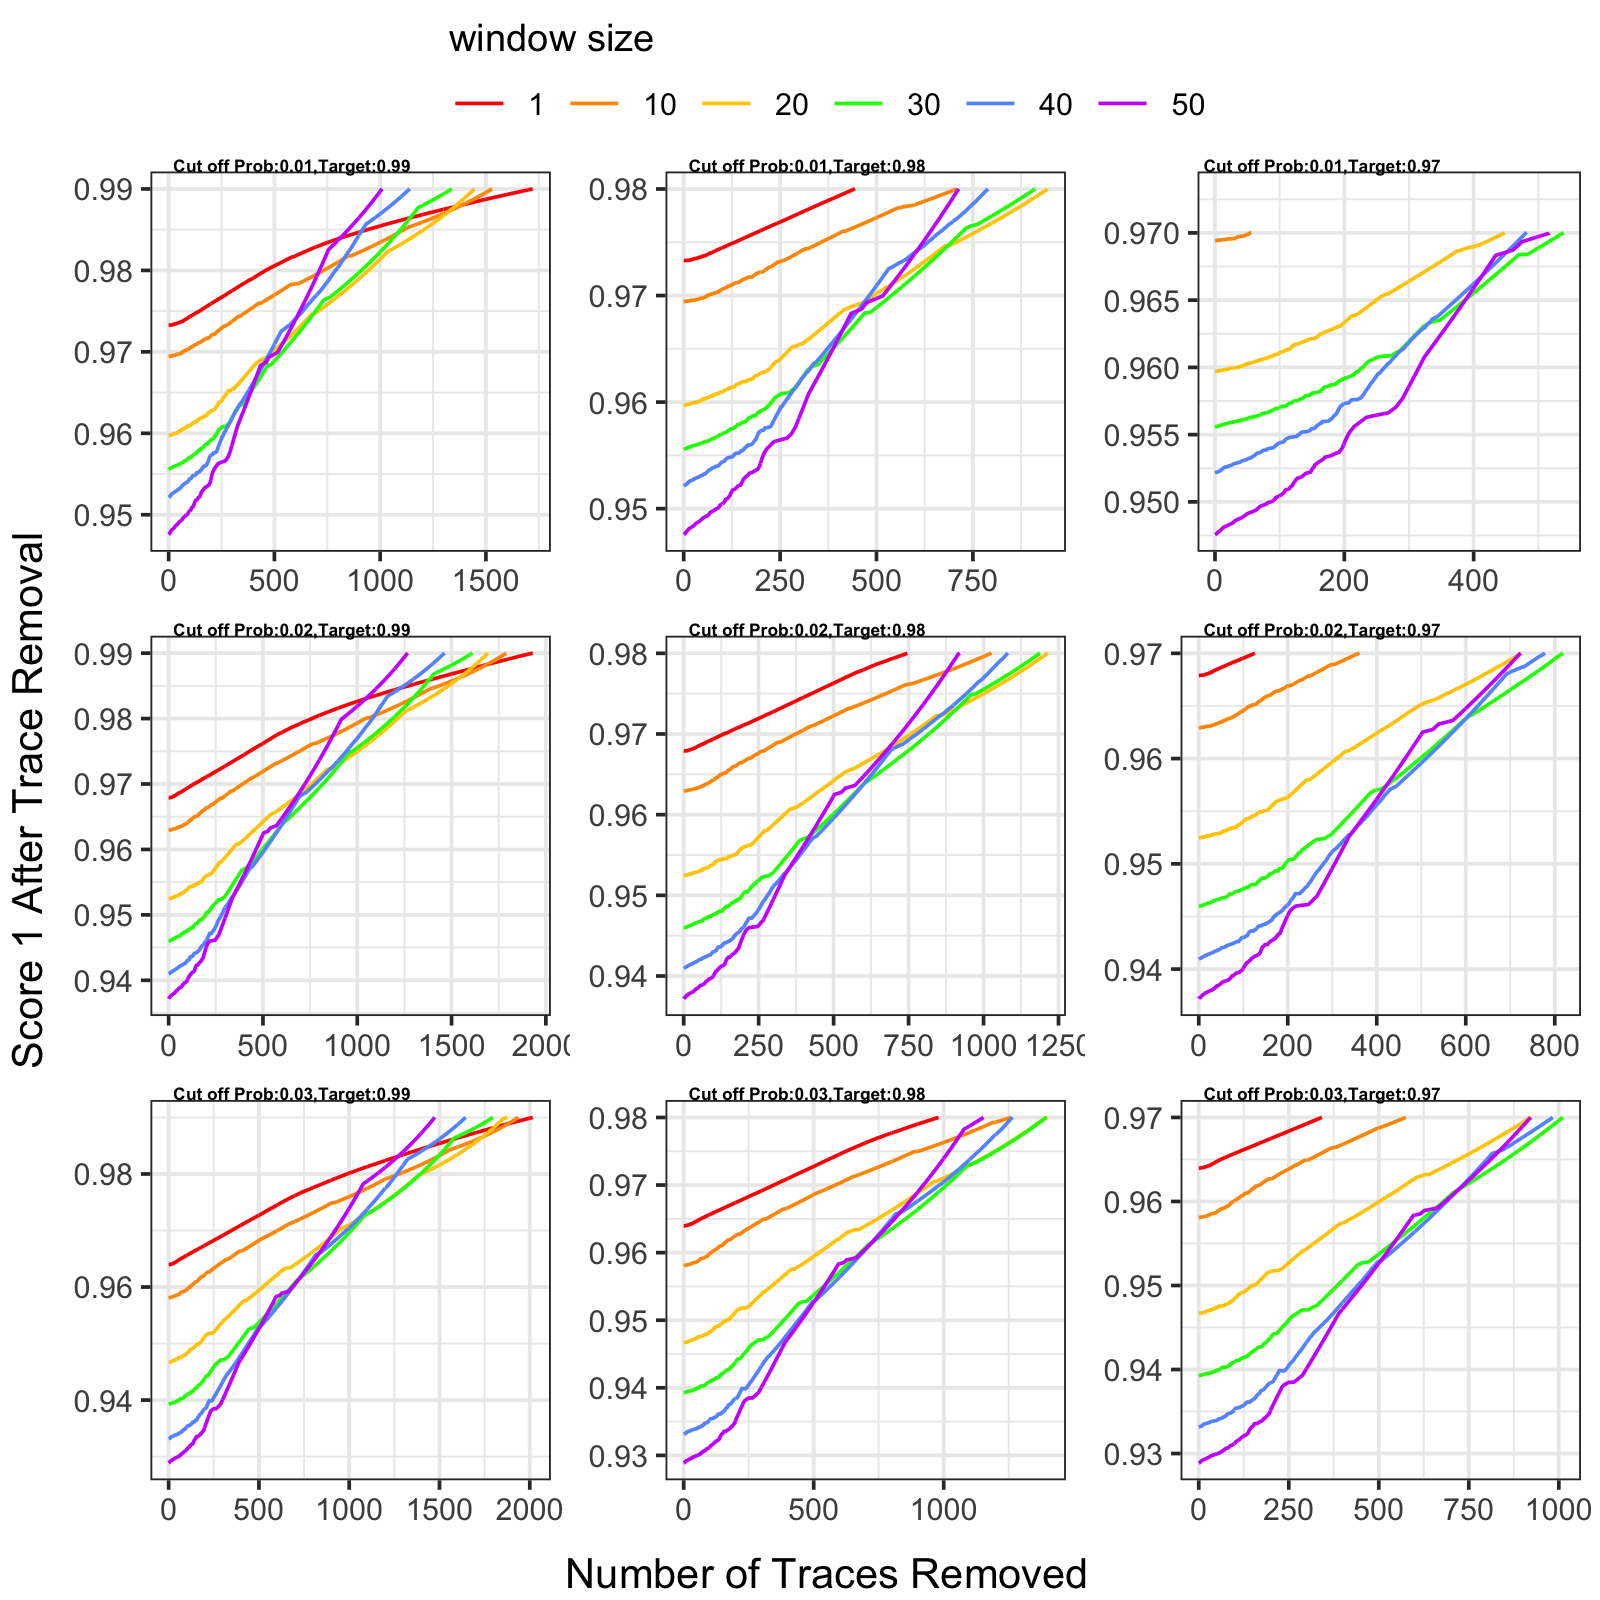 window size
1 10 20 30 40 50
Score 1 After Trace Removal
Cut off Prob:0.01,Target:0.99
0.99
0.98
0.97
0.96
0.95
0 500 1000 1500
Cut off Prob:0.01,Target:0.98
0.98
0.97
0.96
0.95
0 250 500 750
Cut off Prob:0.01,Target:0.97
0.970
0.965
0.960
0.955
0.950
0 200 400
Cut off Prob:0.02,Target:0.99
0.99
0.98
0.97
0.96
0.95
0.94
0 500 1000 1500
Cut off Prob:0.02,Target:0.98
0.98
0.97
0.96
0.95
0.94
0 250 500 750 1000
Cut off Prob:0.02,Target:0.97
0.97
0.96
0.95
0.94
0 200 400 600 800
Cut off Prob:0.03,Target:0.99
0.98
0.96
0.94
0 500 1000 1500 2000
Cut off Prob:0.03,Target:0.98
0.98
0.97
0.96
0.95
0.94
0.93
0 500 1000
Cut off Prob:0.03,Target:0.97
0.97
0.96
0.95
0.94
0.93
0 250 500 750 1000
Number of Traces Removed